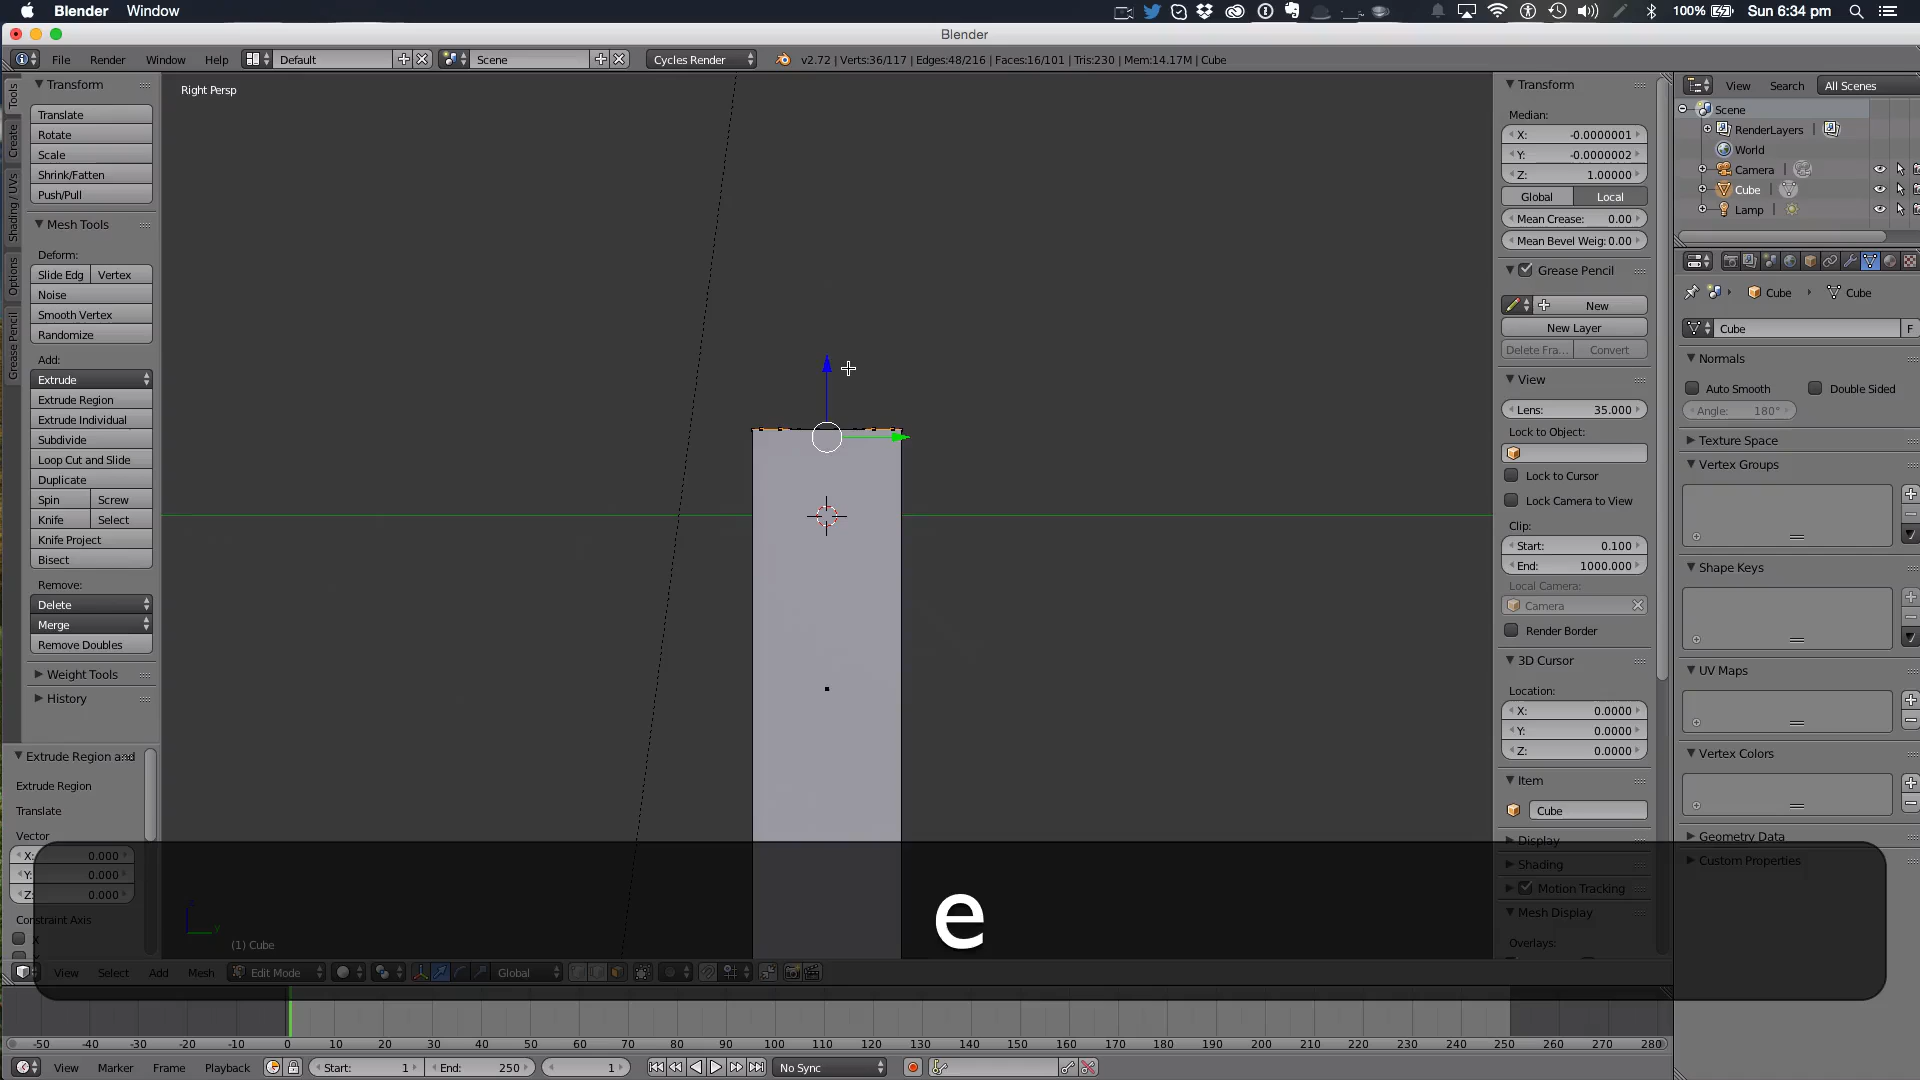 Blender Window
100% Sun 6:34 pm
Blender
File Render Window Help Default Scene Cycles Render v2.72 | Verts:36/117 | Edges:48/216 | Faces:16/101 | Tris:230 | Mem:14.17M | Cube
Tools
Create
Shading / UVs
Options
Grease Pencil
Transform
Translate
Rotate
Scale
Shrink/Fatten
Push/Pull
Mesh Tools
Deform:
Slide Edg Vertex
Noise
Smooth Vertex
Randomize
Add:
Extrude
Extrude Region
Extrude Individual
Subdivide
Loop Cut and Slide
Duplicate
Spin Screw
Knife Select
Knife Project
Bisect
Remove:
Delete
Merge
Remove Doubles
Weight Tools
History
Extrude Region and
Extrude Region
Translate
Vector
X: 0.000
Y: 0.000
Z: 0.000
Constraint Axis
X
Right Persp
e
(1) Cube
View Select Add Mesh Edit Mode Global
Transform
Median:
X: -0.0000001
Y: -0.0000002
Z: 1.00000
Global Local
Mean Crease: 0.00
Mean Bevel Weig: 0.00
Grease Pencil
New
New Layer
Delete Fra... Convert
View
Lens: 35.000
Lock to Object:
Lock to Cursor
Lock Camera to View
Clip:
Start: 0.100
End: 1000.000
Local Camera:
Camera
Render Border
3D Cursor
Location:
X: 0.0000
Y: 0.0000
Z: 0.0000
Item
Cube
Display
Shading
Motion Tracking
Mesh Display
Overlays:
View Search All Scenes
Scene
RenderLayers
World
Camera
Cube
Lamp
Cube Cube
Cube F
Normals
Auto Smooth Double Sided
Angle: 180°
Texture Space
Vertex Groups
Shape Keys
UV Maps
Vertex Colors
Geometry Data
Custom Properties
-50 -40 -30 -20 -10 0 10 20 30 40 50 60 70 80 90 100 110 120 130 140 150 160 170 180 190 200 210 220 230 240 250 260 270 280
View Marker Frame Playback Start: 1 End: 250 1 No Sync